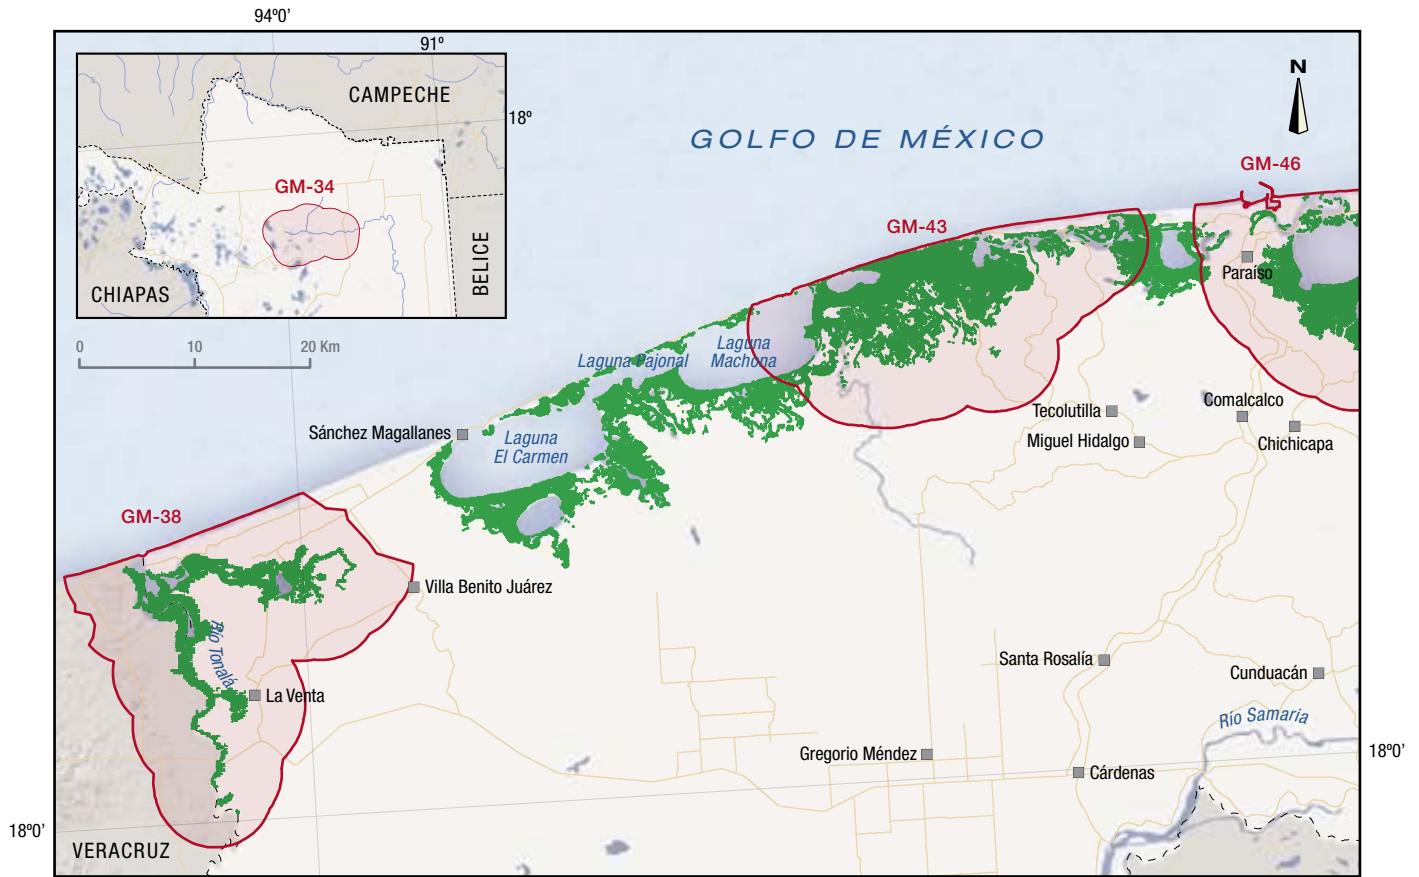 94º0'
91º
CAMPECHE
18º
GM-34
BELICE
CHIAPAS
N
GOLFO DE MÉXICO
GM-46
GM-43
Paraíso
0 10 20 Km
Laguna Pajonal
Laguna
Machona
Tecolutilla
Comalcalco
Sánchez Magallanes
Miguel Hidalgo
Chichicapa
Laguna
El Carmen
GM-38
Villa Benito Juárez
Río Tonalá
Santa Rosalía
Cunduacán
La Venta
Río Samaria
Gregorio Méndez
18º0'
Cárdenas
18º0'
VERACRUZ